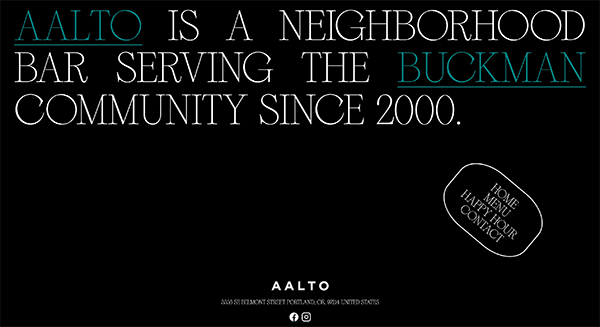 AALTO IS A NEIGHBORHOOD
BAR SERVING THE BUCKMAN
COMMUNITY SINCE 2000.
HOME
MENU
HAPPY HOUR
CONTACT
AALTO
SE BELMONT STREET PORTLAND, OR, 97214 UNITED STATES